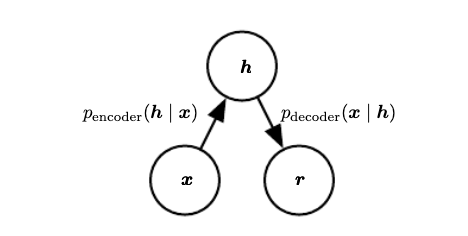 h
p_encoder(h | x) p_decoder(x | h)
x r